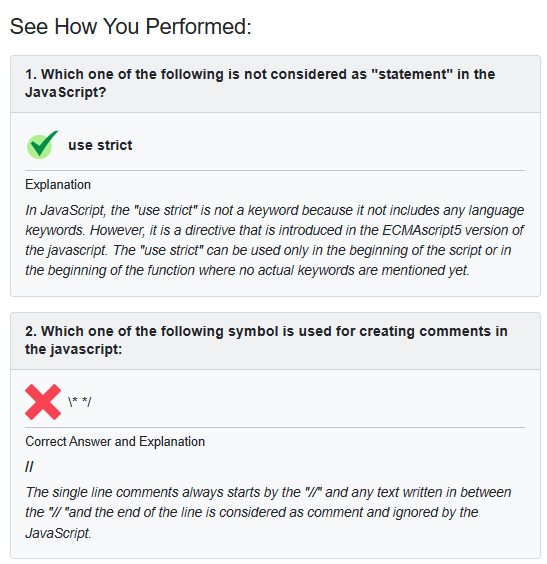 See How You Performed:
1. Which one of the following is not considered as "statement" in the
JavaScript?
use strict
Explanation
In JavaScript, the "use strict" is not a keyword because it not includes any language
keywords. However, it is a directive that is introduced in the ECMAscript5 version of
the javascript. The "use strict" can be used only in the beginning of the script or in
the beginning of the function where no actual keywords are mentioned yet.
2. Which one of the following symbol is used for creating comments in
the javascript:
\* */
Correct Answer and Explanation
//
The single line comments always starts by the "//" and any text written in between
the "// "and the end of the line is considered as comment and ignored by the
JavaScript.